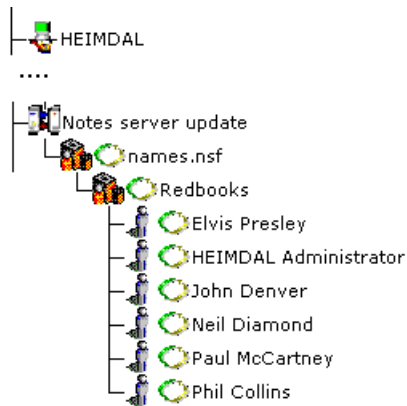 HEIMDAL
....
Notes server update
names.nsf
Redbooks
Elvis Presley
HEIMDAL Administrator
John Denver
Neil Diamond
Paul McCartney
Phil Collins